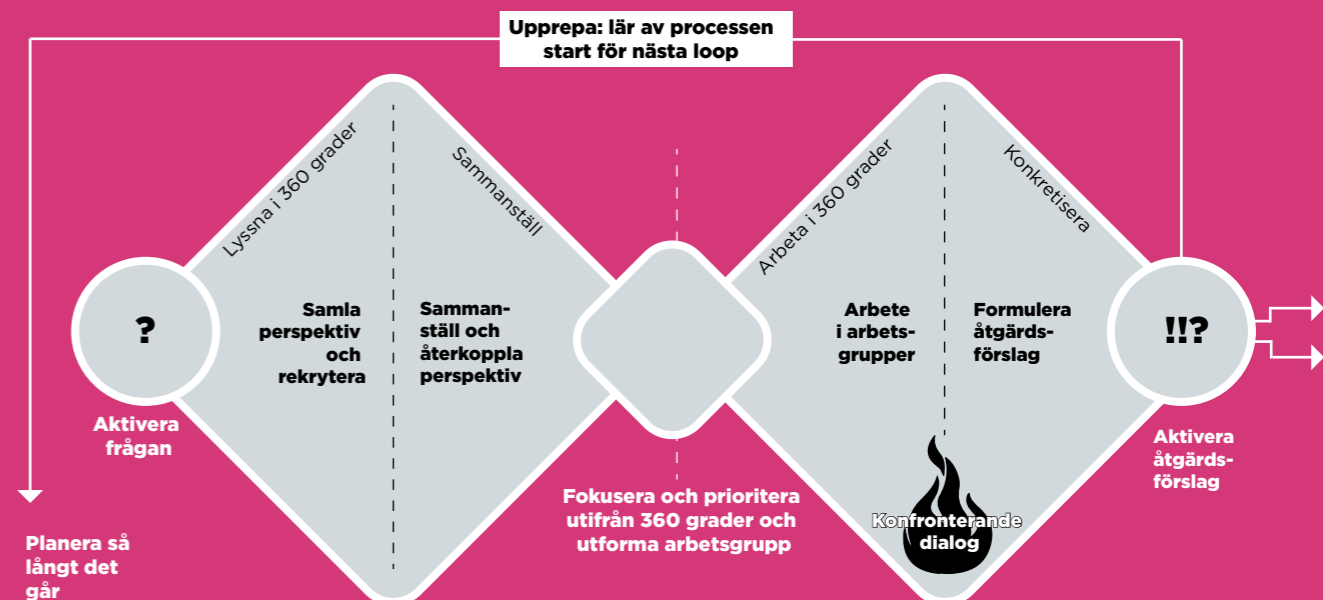 Upprepa: lär av processen
start för nästa loop
Lyssna i 360 grader
Sammanställ
Arbeta i 360 grader
Konkretisera
?
Aktivera
frågan
Samla
perspektiv
och
rekrytera
Samman-
ställ och
återkoppla
perspektiv
Fokusera och prioritera
utifrån 360 grader och
utforma arbetsgrupp
Arbete
i arbets-
grupper
Formulera
åtgärds-
förslag
Konfronterande
dialog
!!?
Aktivera
åtgärds-
förslag
Planera så
långt det
går